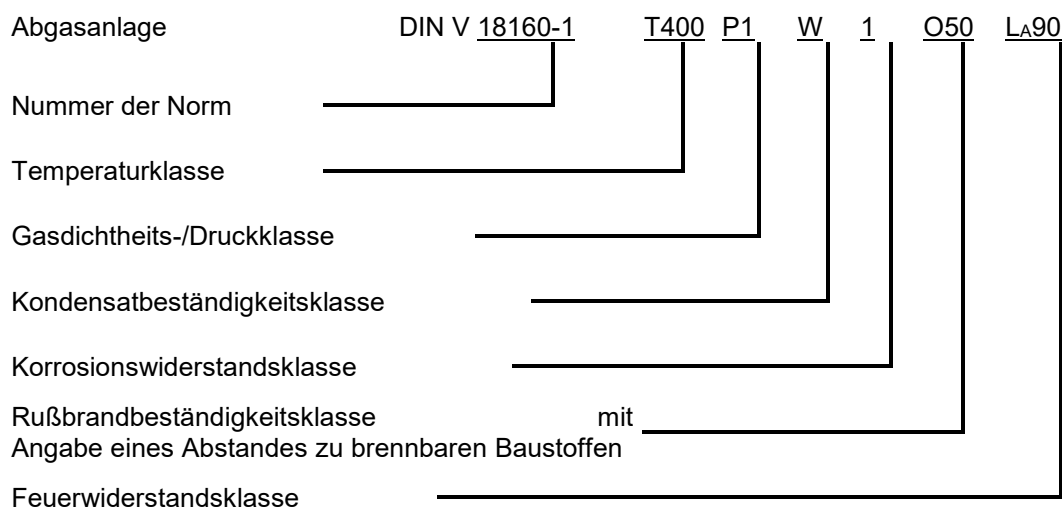 Abgasanlage DIN V 18160-1 T400 P1 W 1 O50 LA90
Nummer der Norm
Temperaturklasse
Gasdichtheits-/Druckklasse
Kondensatbeständigkeitsklasse
Korrosionswiderstandsklasse
Rußbrandbeständigkeitsklasse mit
Angabe eines Abstandes zu brennbaren Baustoffen
Feuerwiderstandsklasse